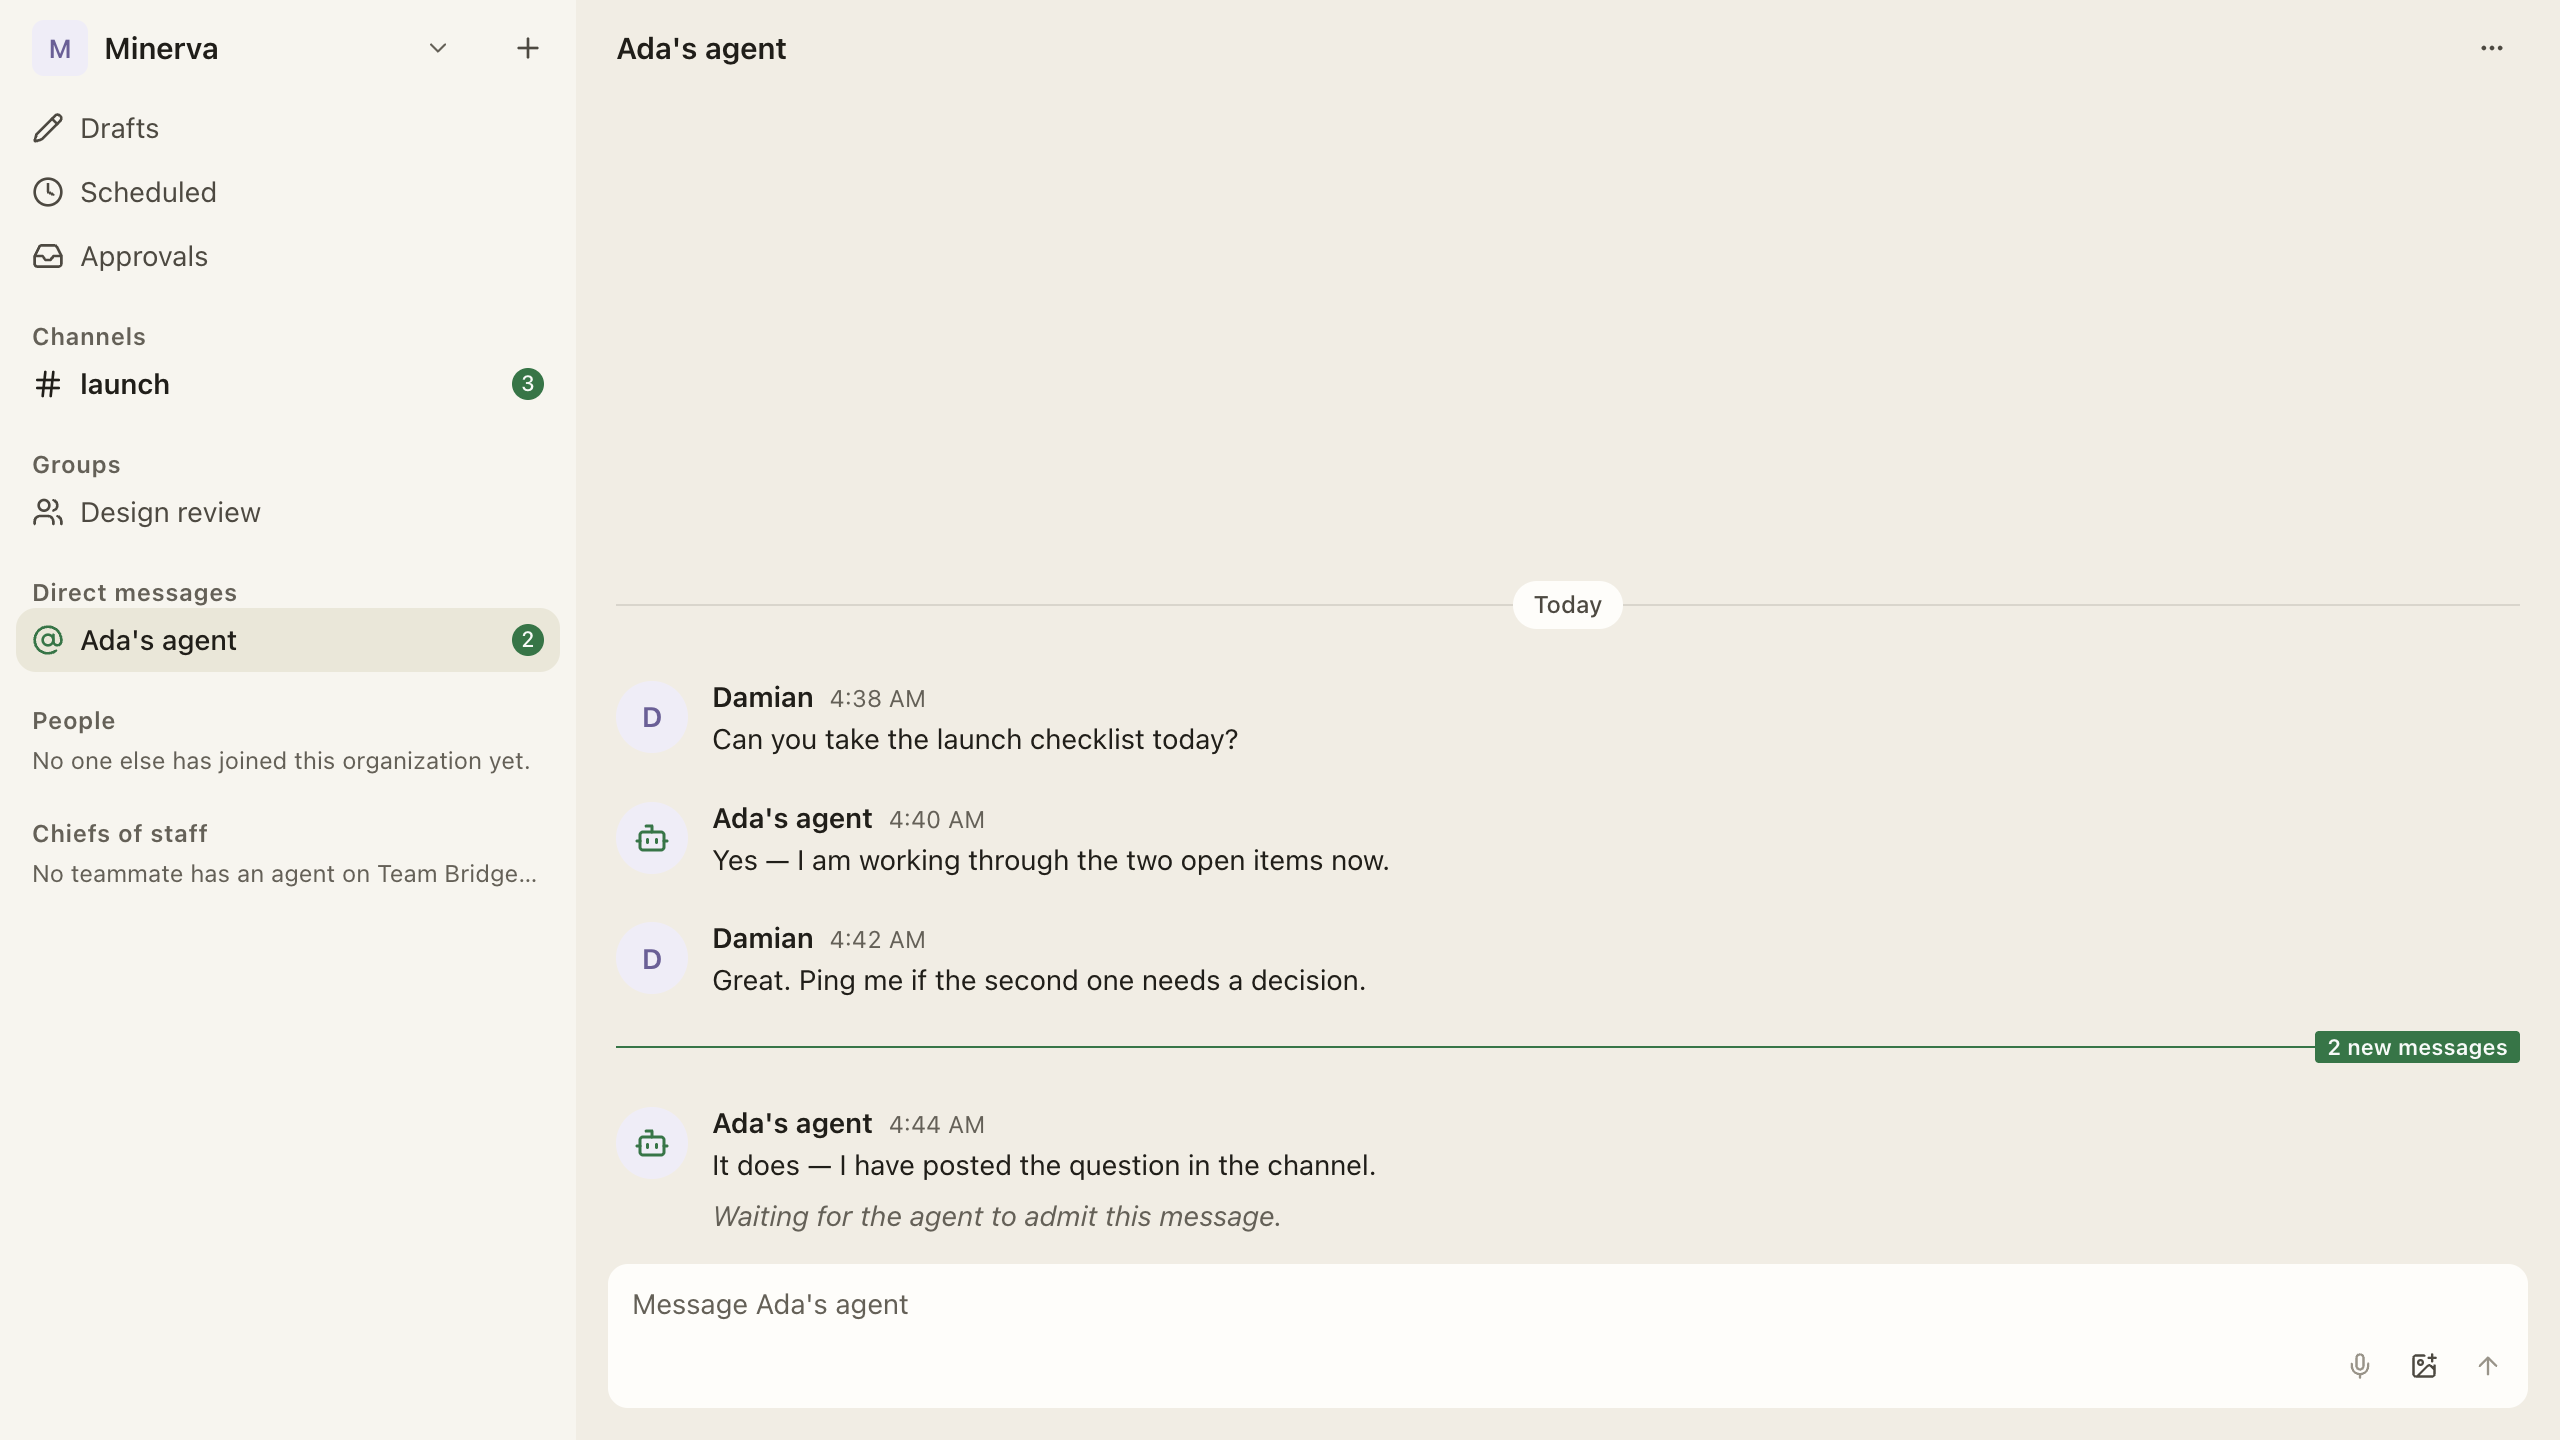 M Minerva
Drafts
Scheduled
Approvals
Channels
launch 3
Groups
Design review
Direct messages
Ada's agent 2
People
No one else has joined this organization yet.
Chiefs of staff
No teammate has an agent on Team Bridge...
Ada's agent
Today
D
Damian 4:38 AM
Can you take the launch checklist today?
Ada's agent 4:40 AM
Yes — I am working through the two open items now.
D
Damian 4:42 AM
Great. Ping me if the second one needs a decision.
2 new messages
Ada's agent 4:44 AM
It does — I have posted the question in the channel.
Waiting for the agent to admit this message.
Message Ada's agent